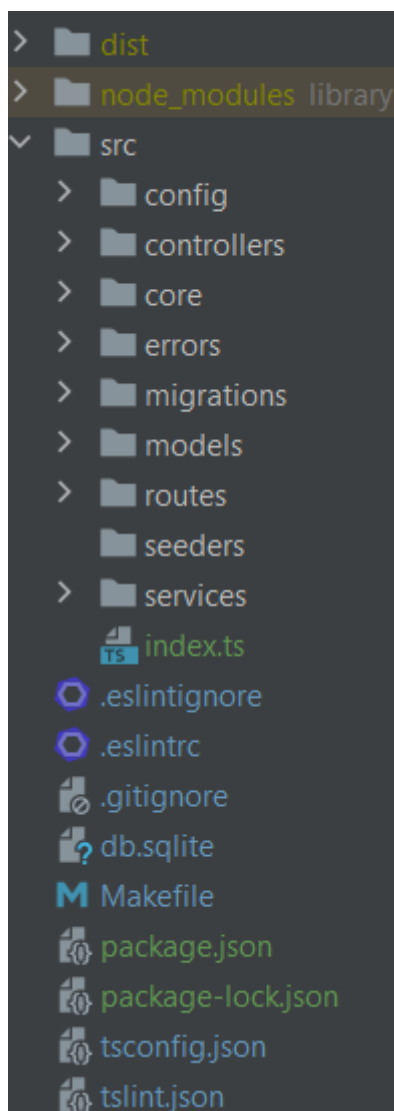 dist
node_modules library
src
config
controllers
core
errors
migrations
models
routes
seeders
services
TS index.ts
.eslintignore
.eslintrc
.gitignore
? db.sqlite
M Makefile
{} package.json
{} package-lock.json
{} tsconfig.json
{} tslint.json